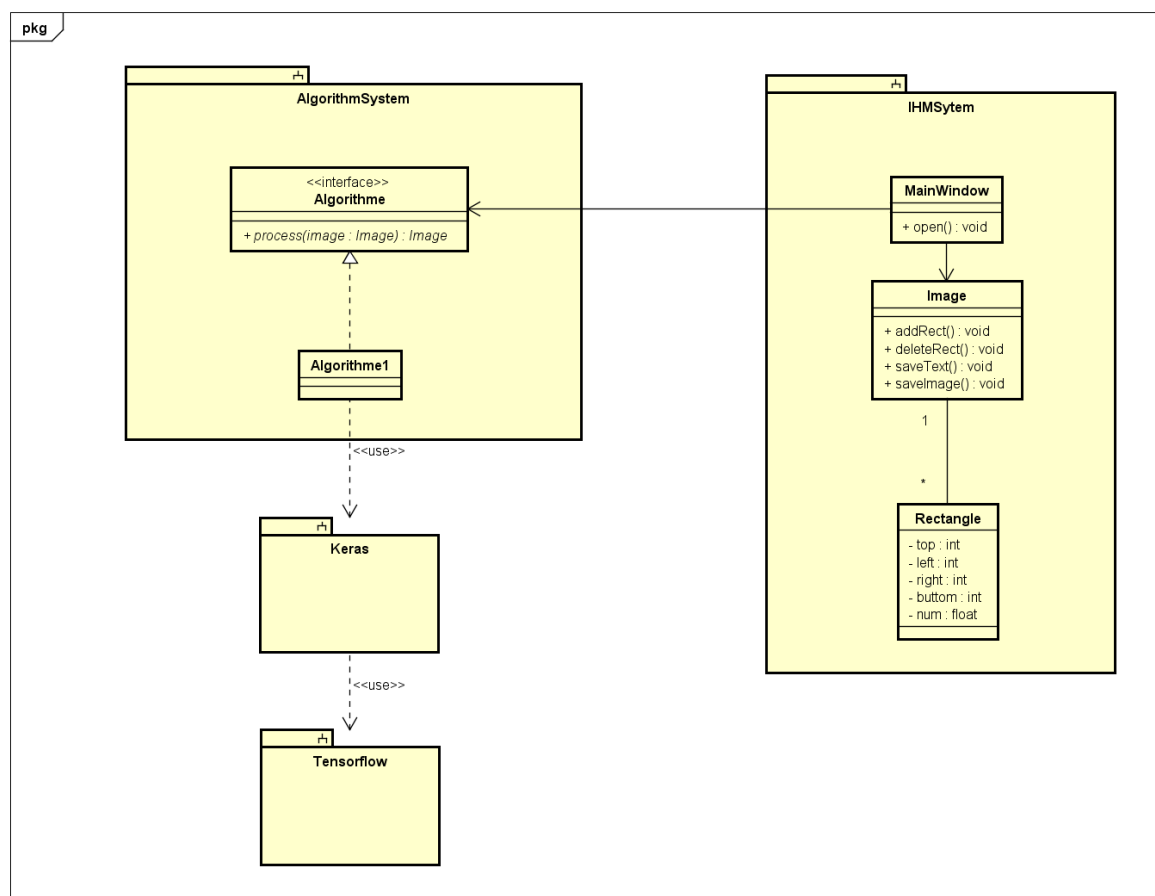 pkg
AlgorithmSystem
<<interface>>
Algorithme
+ process(image : Image) : Image
Algorithme1
<<use>>
Keras
<<use>>
Tensorflow
IHMSytem
MainWindow
+ open() : void
Image
+ addRect() : void
+ deleteRect() : void
+ saveText() : void
+ saveImage() : void
1
*
Rectangle
- top : int
- left : int
- right : int
- buttom : int
- num : float